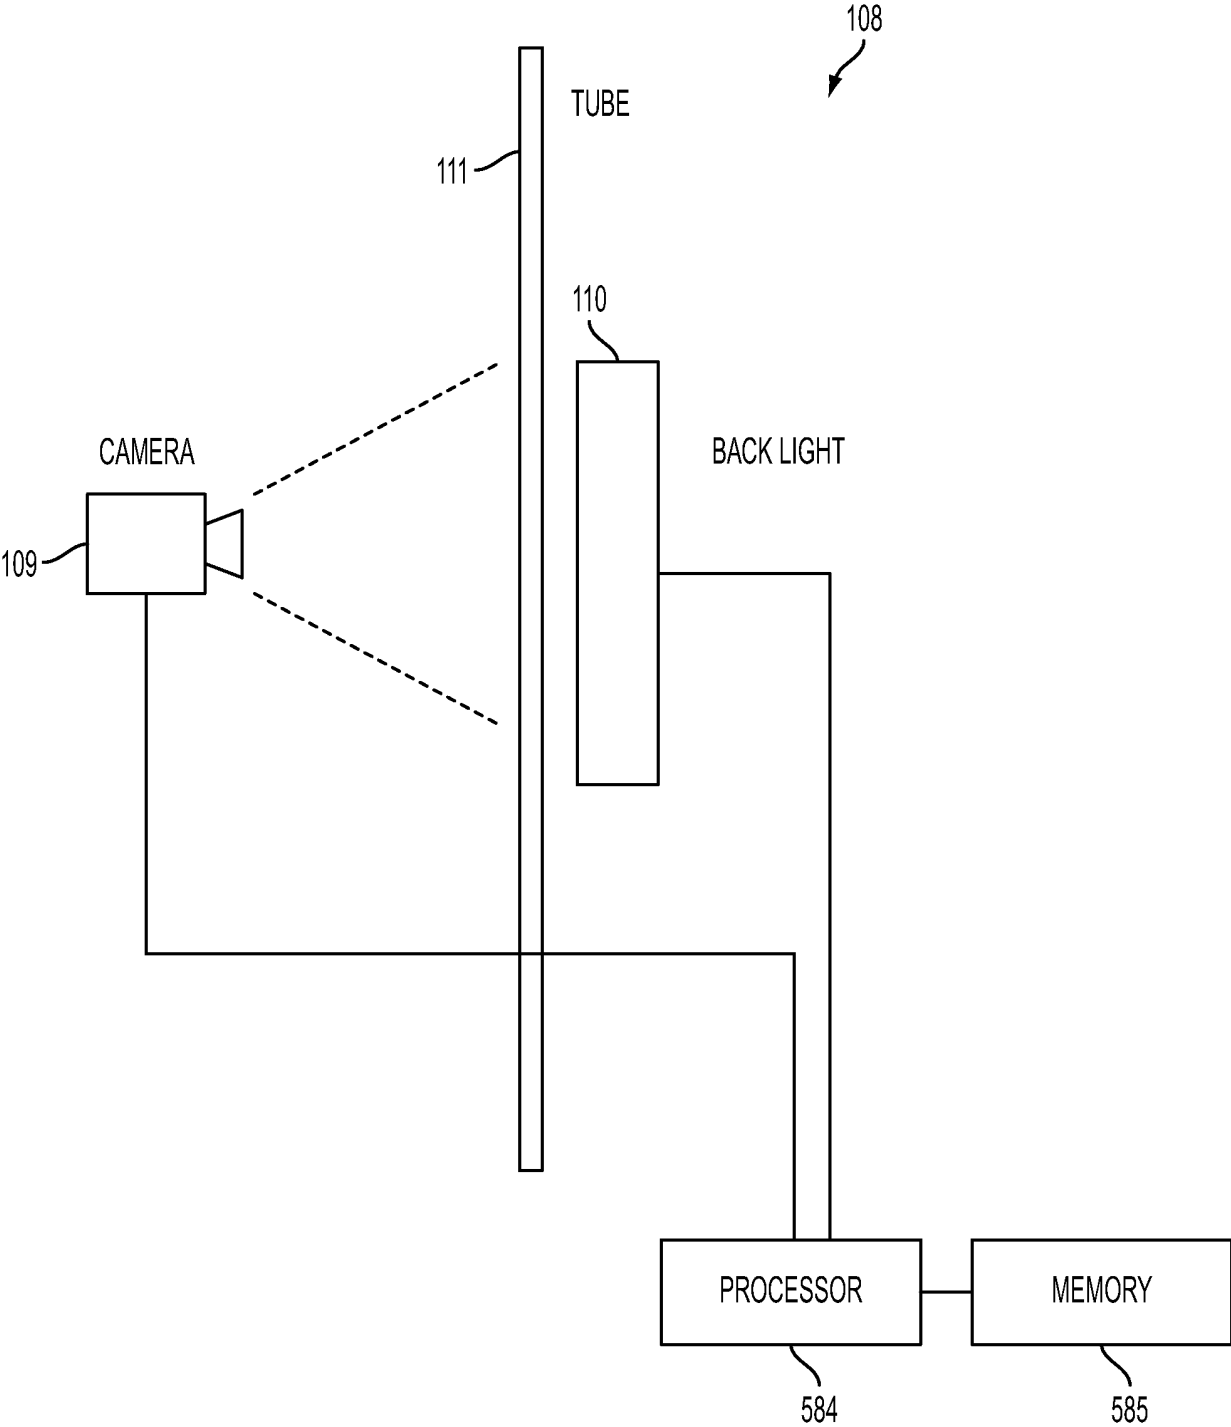 108
TUBE
111
110
CAMERA
BACK LIGHT
109
PROCESSOR
MEMORY
584
585